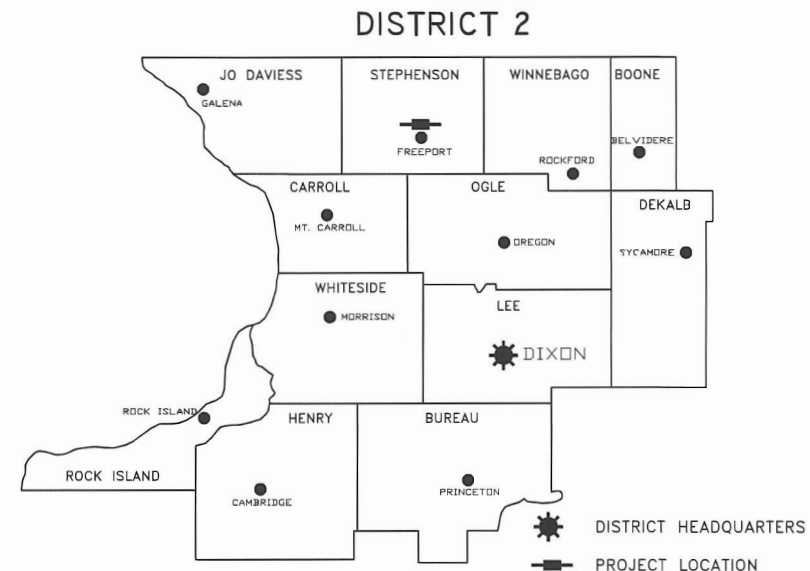 DISTRICT 2
JO DAVIESS
STEPHENSON
WINNEBAGO
BOONE
GALENA
FREEPORT
BELVIDERE
ROCKFORD
CARROLL
OGLE
DEKALB
MT. CARROLL
OREGON
SYCAMORE
WHITESIDE
LEE
MORRISON
DIXON
ROCK ISLAND
HENRY
BUREAU
ROCK ISLAND
CAMBRIDGE
PRINCETON
DISTRICT HEADQUARTERS
PROJECT LOCATION